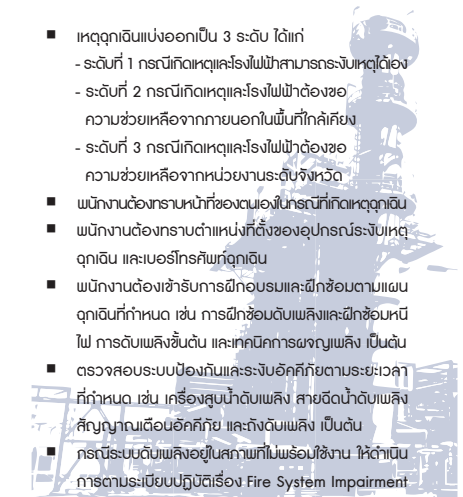 ■ เหตุฉุกเฉินแบ่งออกเป็น 3 ระดับ ได้แก่
- ระดับที่ 1 กรณีเกิดเหตุและโรงไฟฟ้าสามารถระงับเหตุได้เอง
- ระดับที่ 2 กรณีเกิดเหตุและโรงไฟฟ้าต้องขอ
ความช่วยเหลือจากภายนอกในพื้นที่ใกล้เคียง
- ระดับที่ 3 กรณีเกิดเหตุและโรงไฟฟ้าต้องขอ
ความช่วยเหลือจากหน่วยงานระดับจังหวัด
■ พนักงานต้องทราบหน้าที่ของตนเองในกรณีที่เกิดเหตุฉุกเฉิน
■ พนักงานต้องทราบตำแหน่งที่ตั้งของอุปกรณ์ระงับเหตุ
ฉุกเฉิน และเบอร์โทรศัพท์ฉุกเฉิน
■ พนักงานต้องเข้ารับการฝึกอบรมและฝึกซ้อมตามแผน
ฉุกเฉินที่กำหนด เช่น การฝึกซ้อมดับเพลิงและฝึกซ้อมหนี
ไฟ การดับเพลิงขั้นต้น และเทคนิคการผจญเพลิง เป็นต้น
■ ตรวจสอบระบบป้องกันและระงับอัคคีภัยตามระยะเวลา
ที่กำหนด เช่น เครื่องสูบน้ำดับเพลิง สายฉีดน้ำดับเพลิง
สัญญาณเตือนอัคคีภัย และถังดับเพลิง เป็นต้น
■ กรณีระบบดับเพลิงอยู่ในสภาพที่ไม่พร้อมใช้งาน ให้ดำเนิน
การตามระเบียบปฏิบัติเรื่อง Fire System Impairment